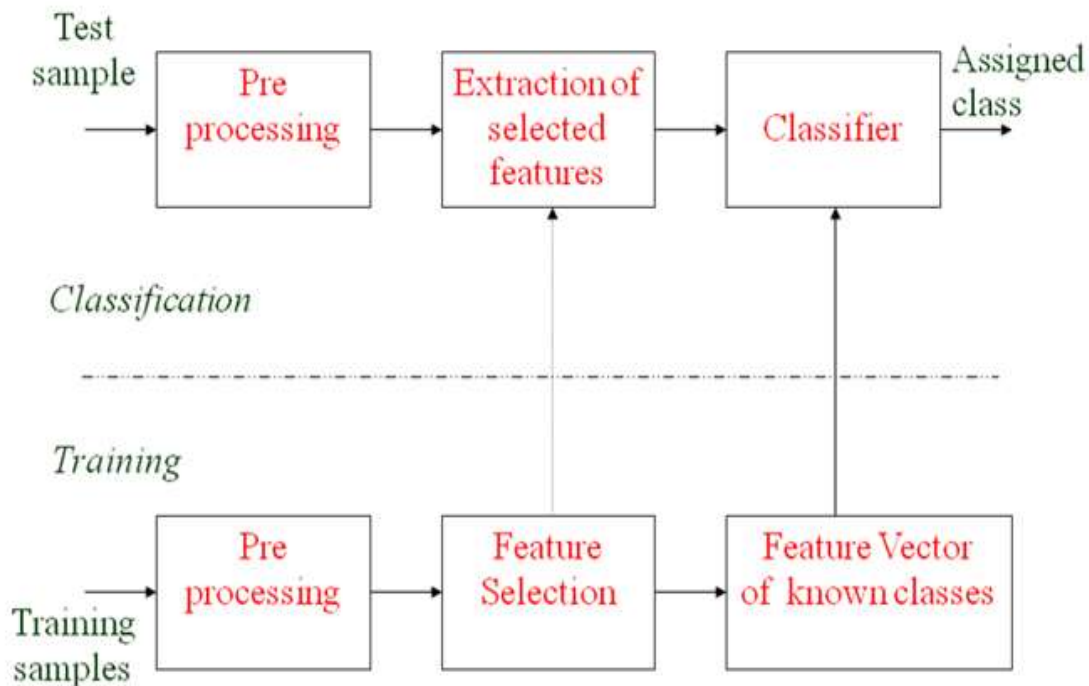 Test
sample
Pre
processing
Extraction of
selected
features
Classifier
Assigned
class
Classification
Training
Training
samples
Pre
processing
Feature
Selection
Feature Vector
of known classes